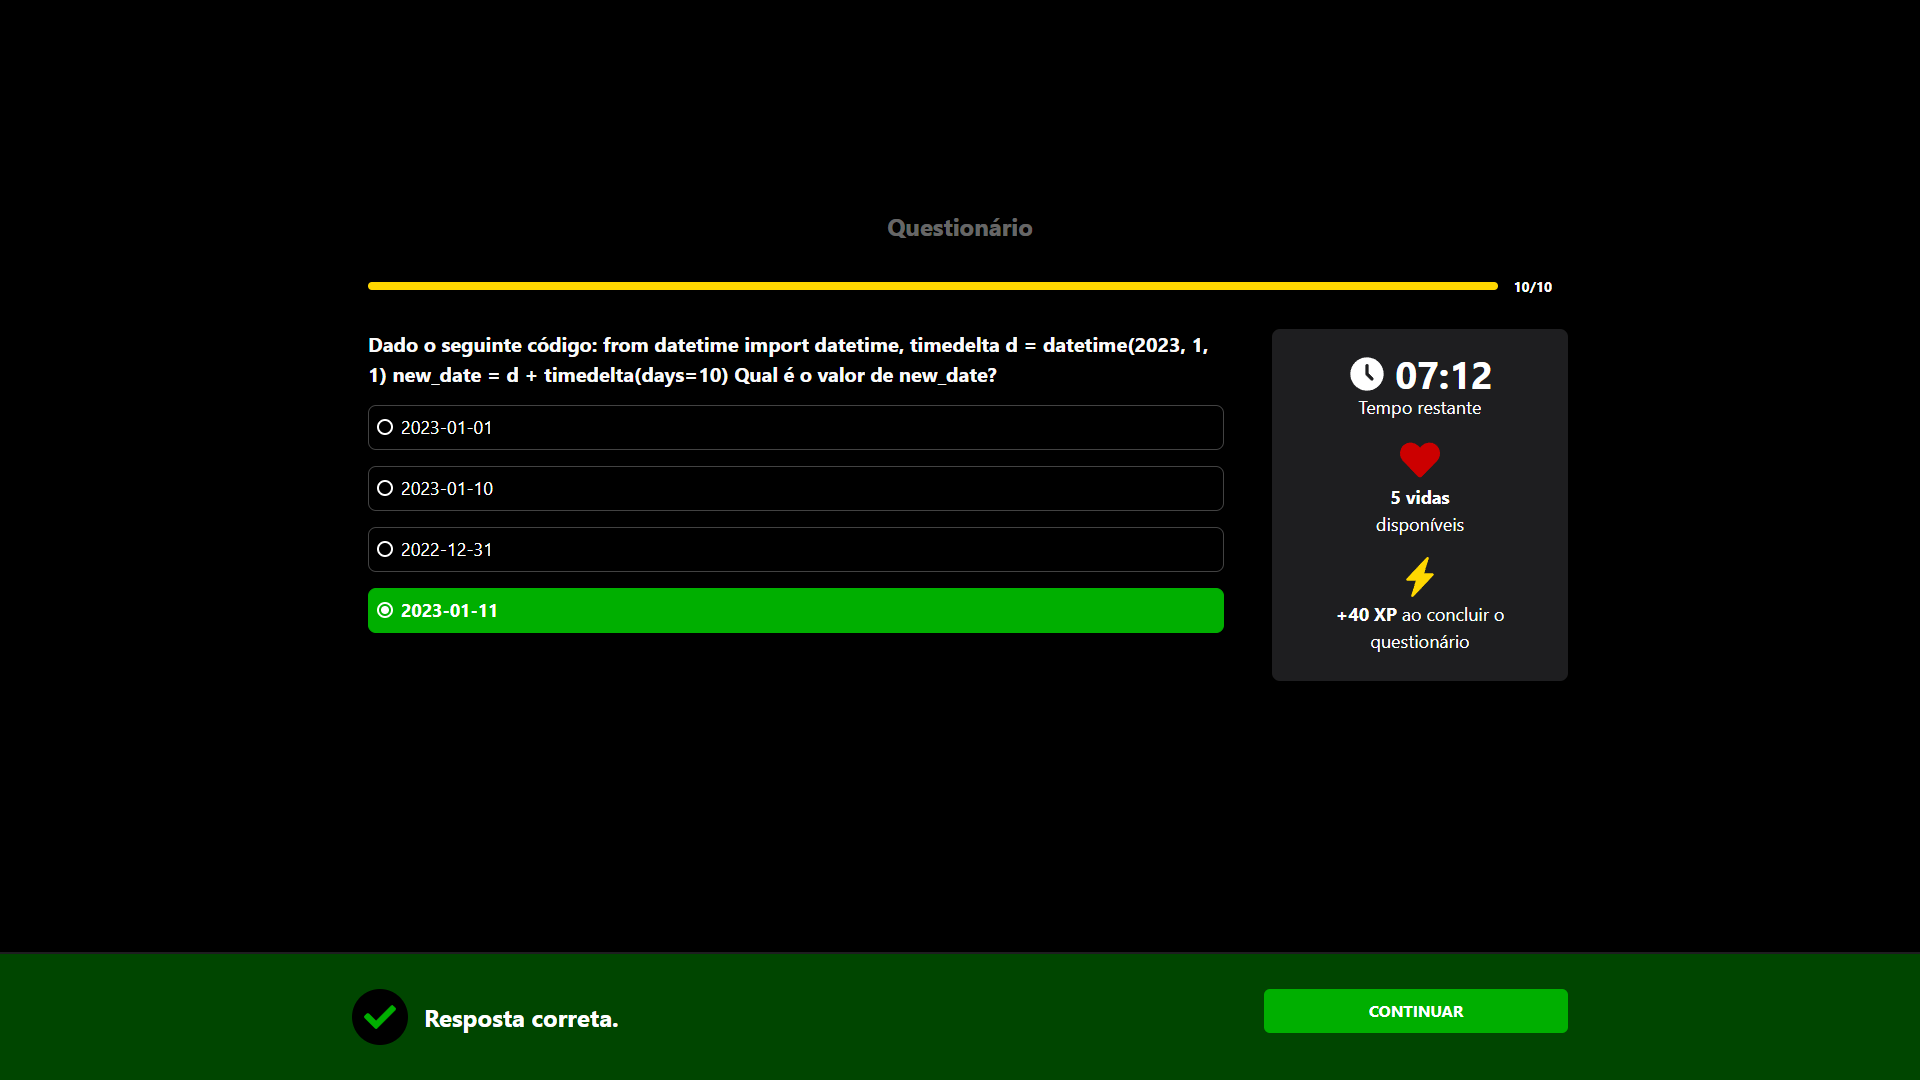 Questionário
10/10
Dado o seguinte código: from datetime import datetime, timedelta d = datetime(2023, 1,
1) new_date = d + timedelta(days=10) Qual é o valor de new_date?
2023-01-01
2023-01-10
2022-12-31
2023-01-11
07:12
Tempo restante
5 vidas
disponíveis
+40 XP ao concluir o
questionário
Resposta correta.
CONTINUAR